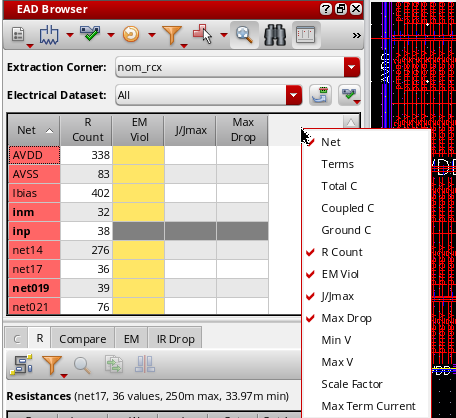 EAD Browser
Extraction Corner: nom_rcx
Electrical Dataset: All
Net R Count EM Viol J/Jmax Max Drop
AVDD 338
AVSS 83
Ibias 402
inm 32
inp 38
net14 276
net17 36
net019 39
net021 76
Net
Terms
Total C
Coupled C
Ground C
R Count
EM Viol
J/Jmax
Max Drop
Min V
Max V
Scale Factor
Max Term Current
C R Compare EM IR Drop
Resistances (net17, 36 values, 250m max, 33.97m min)
AVDD